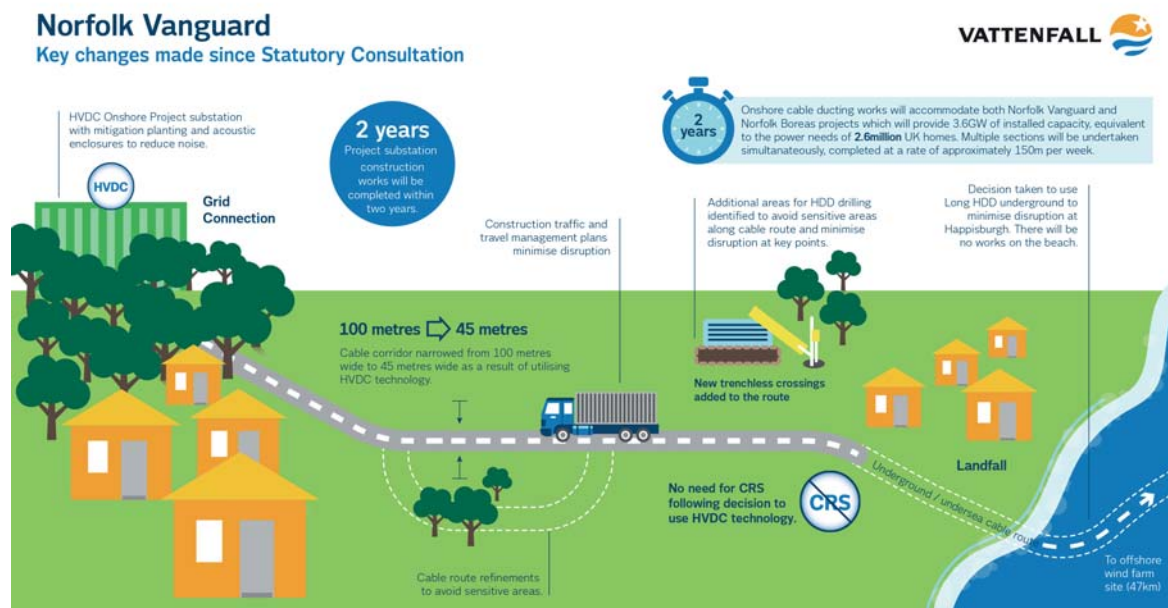 Norfolk Vanguard
Key changes made since Statutory Consultation
VATTENFALL
HVDC Onshore Project substation
with mitigation planting and acoustic
enclosures to reduce noise.
HVDC
Grid
Connection
2 years
Project substation
construction
works will be
completed within
two years.
2
years
Onshore cable ducting works will accommodate both Norfolk Vanguard and
Norfolk Boreas projects which will provide 3.6GW of installed capacity, equivalent
to the power needs of 2.6million UK homes. Multiple sections will be undertaken
simultanateously, completed at a rate of approximately 150m per week.
Construction traffic and
travel management plans
minimise disruption
Additional areas for HDD drilling
identified to avoid sensitive areas
along cable route and minimise
disruption at key points.
Decision taken to use
Long HDD underground to
minimise disruption at
Happisburgh. There will be
no works on the beach.
100 metres 45 metres
Cable corridor narrowed from 100 metres
wide to 45 metres wide as a result of utilising
HVDC technology.
New trenchless crossings
added to the route
Landfall
No need for CRS
following decision to
use HVDC technology.
CRS
Underground / undersea cable route
Cable route refinements
to avoid sensitive areas.
To offshore
wind farm
site (47km)